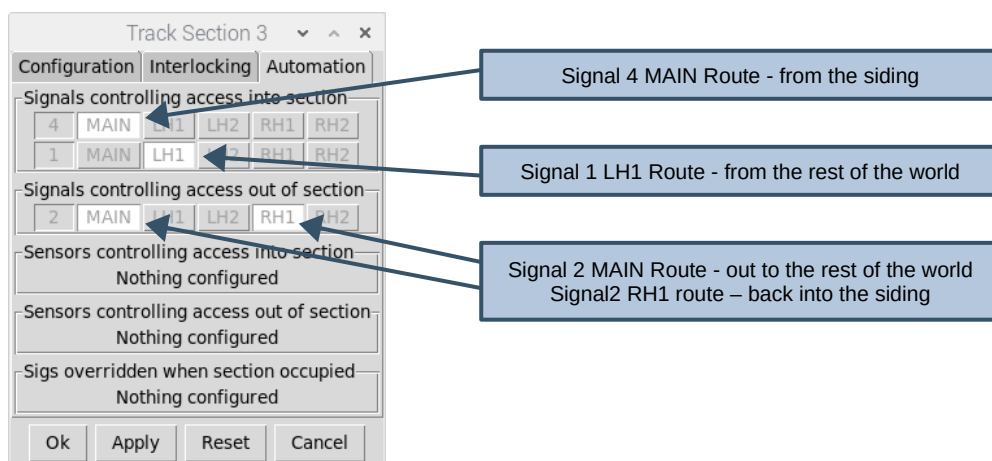 Track Section 3
Configuration Interlocking Automation
Signals controlling access into section
4 MAIN LH1 LH2 RH1 RH2
1 MAIN LH1 LH2 RH1 RH2
Signals controlling access out of section
2 MAIN LH1 LH2 RH1 RH2
Sensors controlling access into section
Nothing configured
Sensors controlling access out of section
Nothing configured
Sigs overridden when section occupied
Nothing configured
Ok Apply Reset Cancel
Signal 4 MAIN Route - from the siding
Signal 1 LH1 Route - from the rest of the world
Signal 2 MAIN Route - out to the rest of the world
Signal2 RH1 route – back into the siding